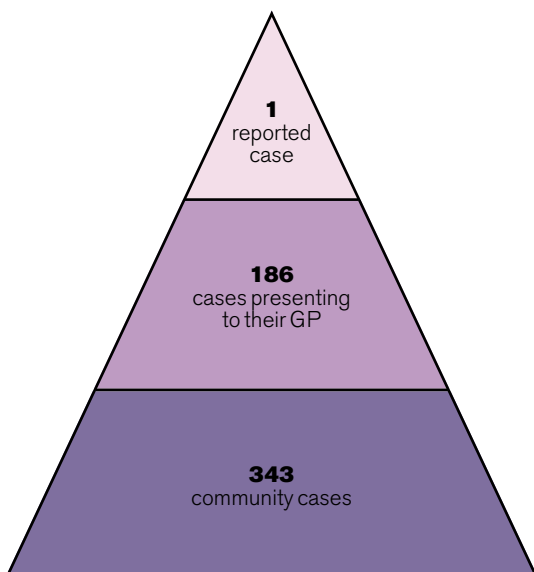 1
reported
case
186
cases presenting
to their GP
343
community cases